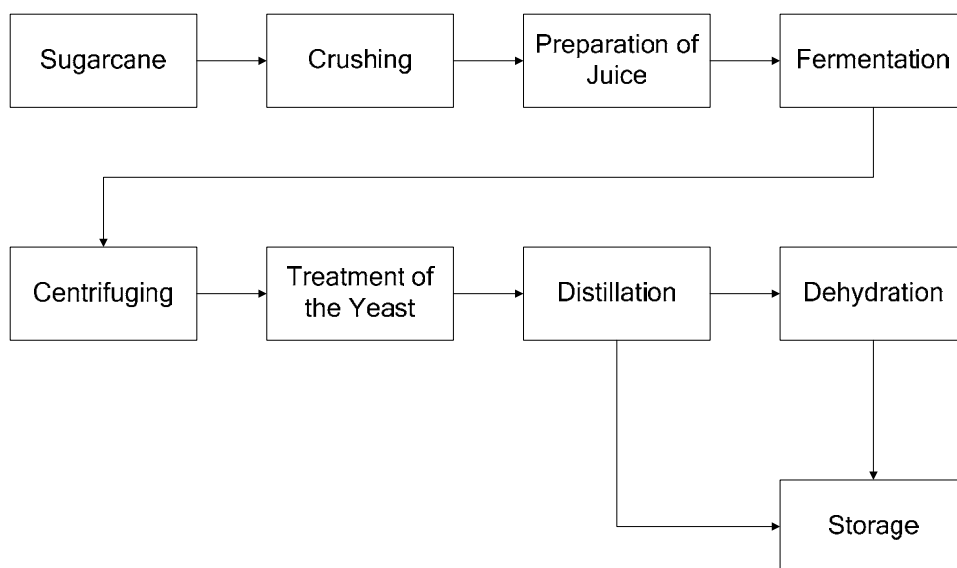 Sugarcane
Crushing
Preparation of
Juice
Fermentation
Centrifuging
Treatment of
the Yeast
Distillation
Dehydration
Storage